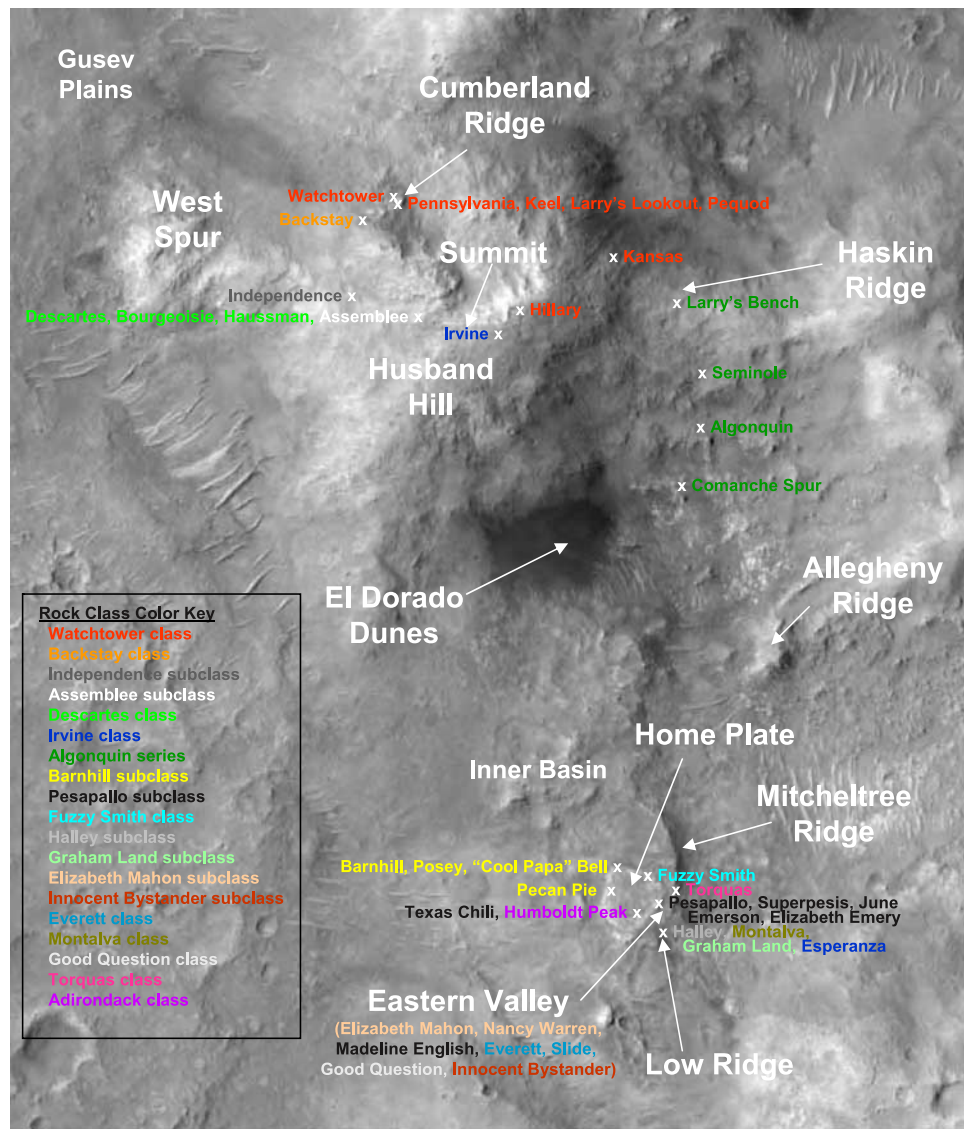 Gusev
Plains
Cumberland
Ridge
West
Spur
Watchtower x
x Pennsylvania, Keel, Larry's Lookout, Pequod
Backstay x
Summit
x Kansas
Haskin
Ridge
Independence x
x Larry's Bench
Descartes, Bourgeoisie, Haussman, Assemblee x
x Hillary
Irvine x
Husband
Hill
x Seminole
x Algonquin
x Comanche Spur
El Dorado
Dunes
Allegheny
Ridge
Rock Class Color Key
Watchtower class
Backstay class
Independence subclass
Assemblee subclass
Descartes class
Irvine class
Algonquin series
Barnhill subclass
Pesapallo subclass
Fuzzy Smith class
Halley subclass
Graham Land subclass
Elizabeth Mahon subclass
Innocent Bystander subclass
Everett class
Montalva class
Good Question class
Torquas class
Adirondack class
Home Plate
Inner Basin
Mitcheltree
Ridge
Barnhill, Posey, “Cool Papa” Bell x
x Fuzzy Smith
Pecan Pie x
x Torquas
Texas Chili, Humboldt Peak x
x Pesapallo, Superpesis, June
Emerson, Elizabeth Emery
x Halley, Montalva,
Graham Land, Esperanza
Eastern Valley
(Elizabeth Mahon, Nancy Warren,
Madeline English, Everett, Slide,
Good Question, Innocent Bystander)
Low Ridge